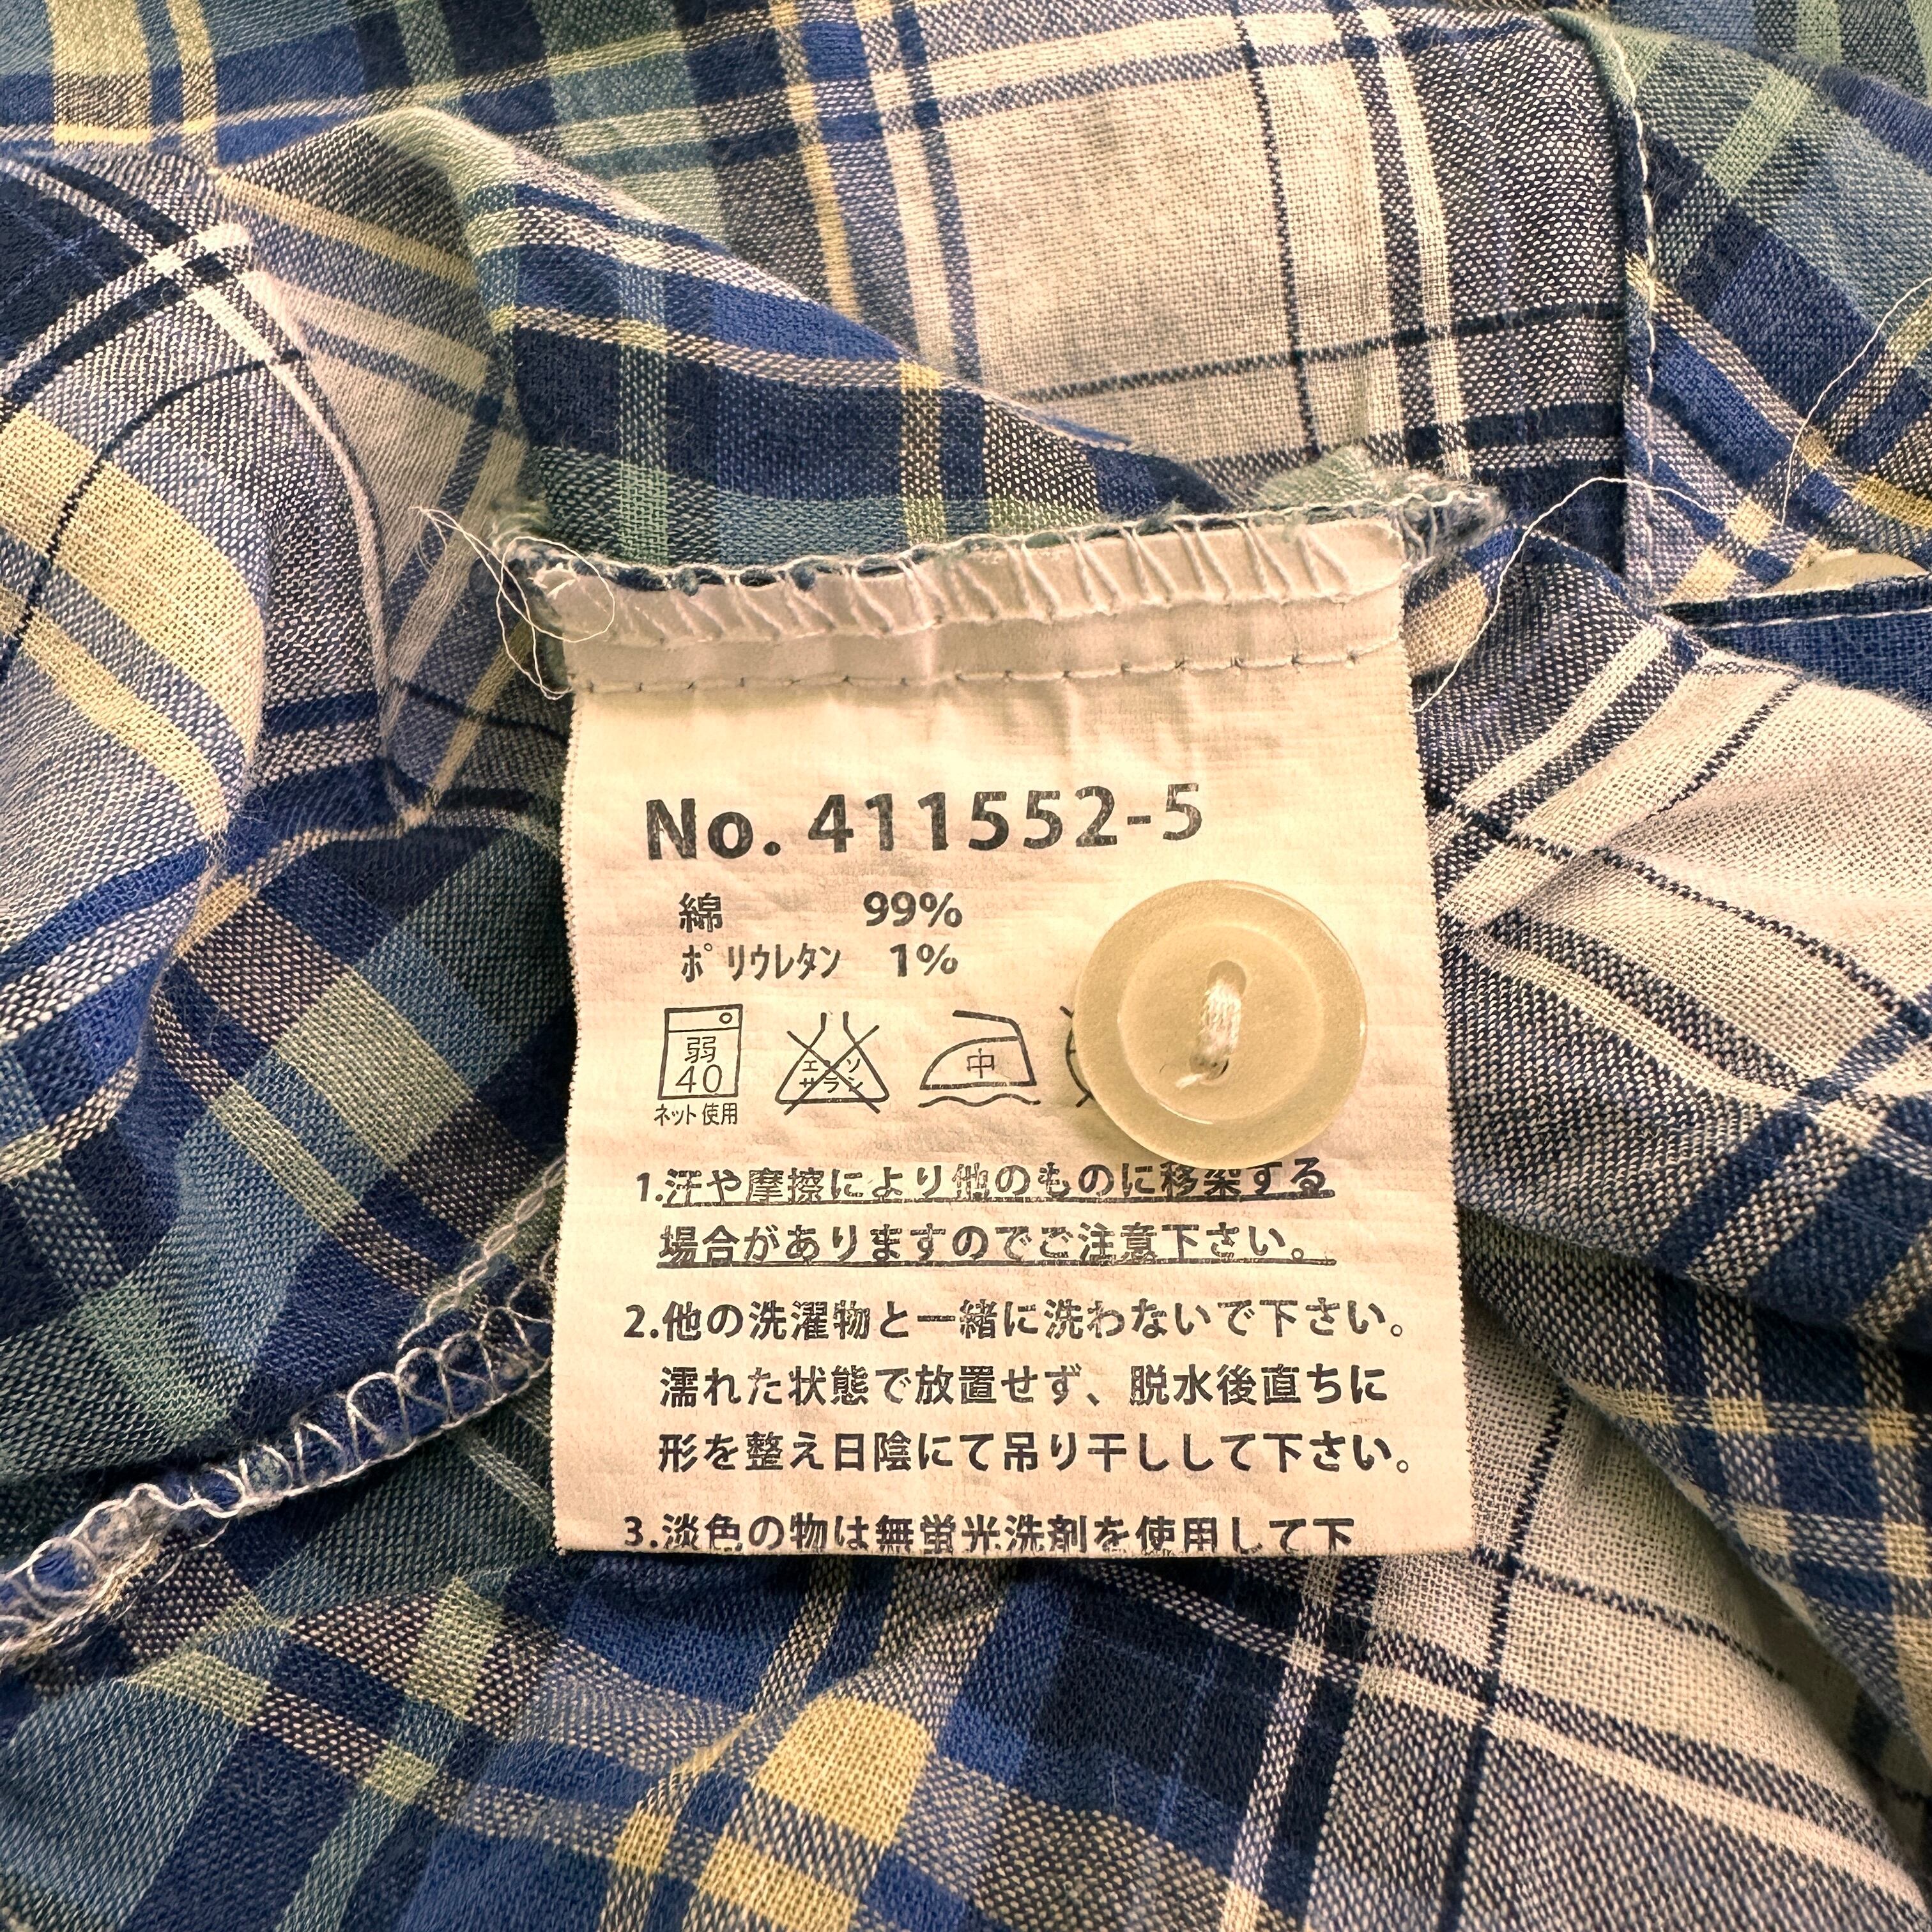 No. 411552-5
綿 99%
ポリウレタン 1%
弱
40
ネット使用
エンソ
サラシ
中
1.汗や摩擦により他のものに移染する
場合がありますのでご注意下さい。
2.他の洗濯物と一緒に洗わないで下さい。
濡れた状態で放置せず、脱水後直ちに
形を整え日陰にて吊り干しして下さい。
3.淡色の物は無蛍光洗剤を使用して下